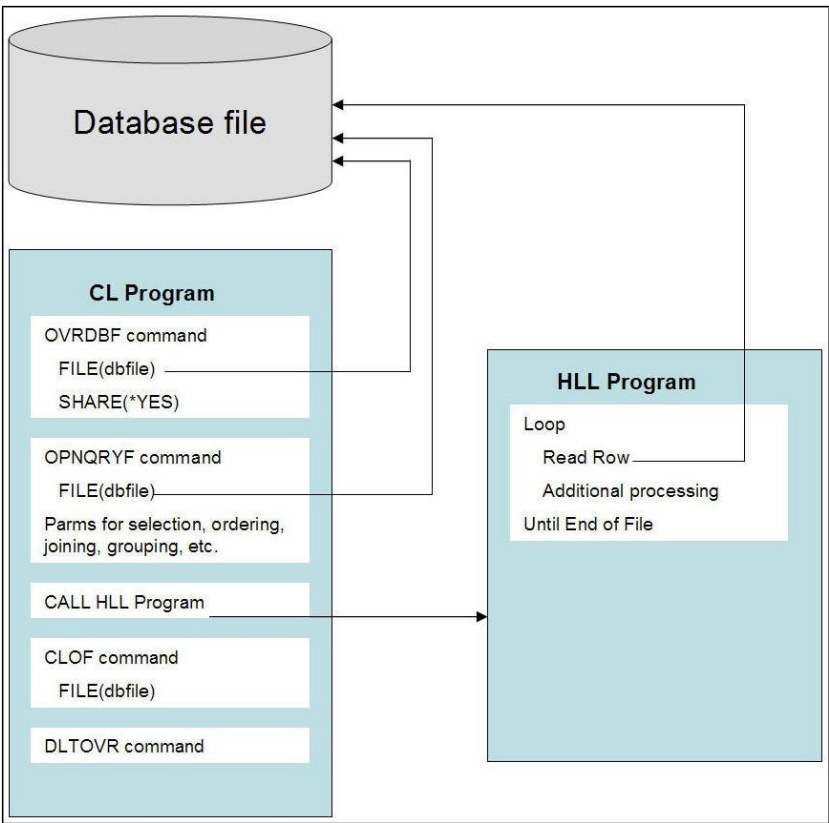 Database file
CL Program
OVRDBF command
FILE(dbfile)
SHARE(*YES)
OPNQRYF command
FILE(dbfile)
Parms for selection, ordering,
joining, grouping, etc.
CALL HLL Program
CLOF command
FILE(dbfile)
DLTOVR command
HLL Program
Loop
Read Row
Additional processing
Until End of File